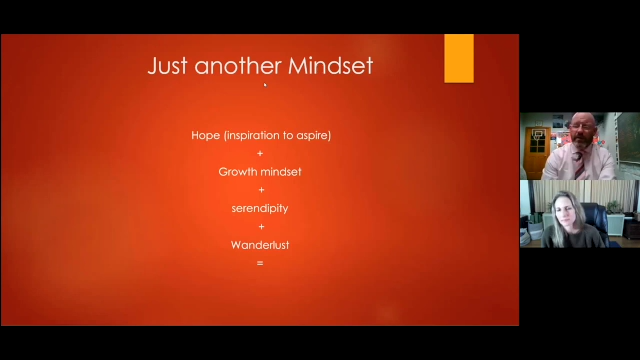 Just another Mindset
Hope (inspiration to aspire)
+
Growth mindset
+
serendipity
+
Wanderlust
=